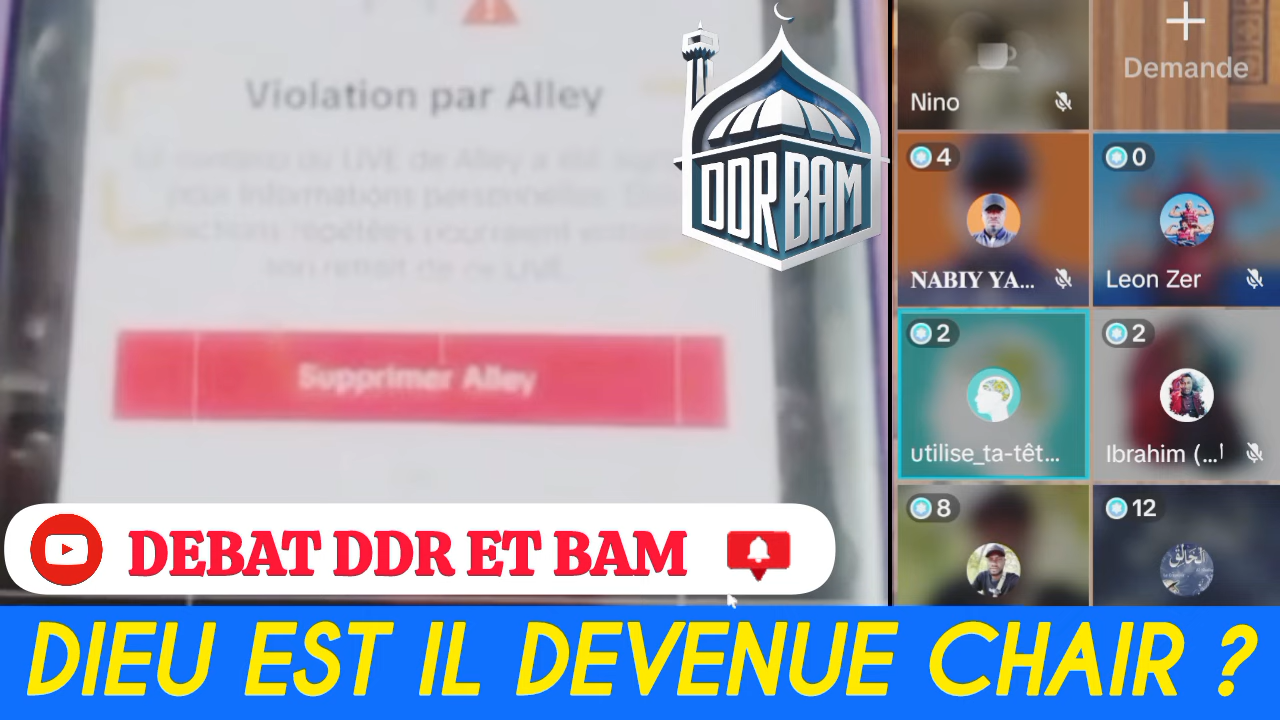 Violation par Alley
Supprimer Alley
DDR BAM
Nino
Demande
4
NABIY YA...
0
Leon Zer
2
utilise_ta-têt...
2
Ibrahim (...
8
12
الخالق
DEBAT DDR ET BAM
DIEU EST IL DEVENUE CHAIR ?